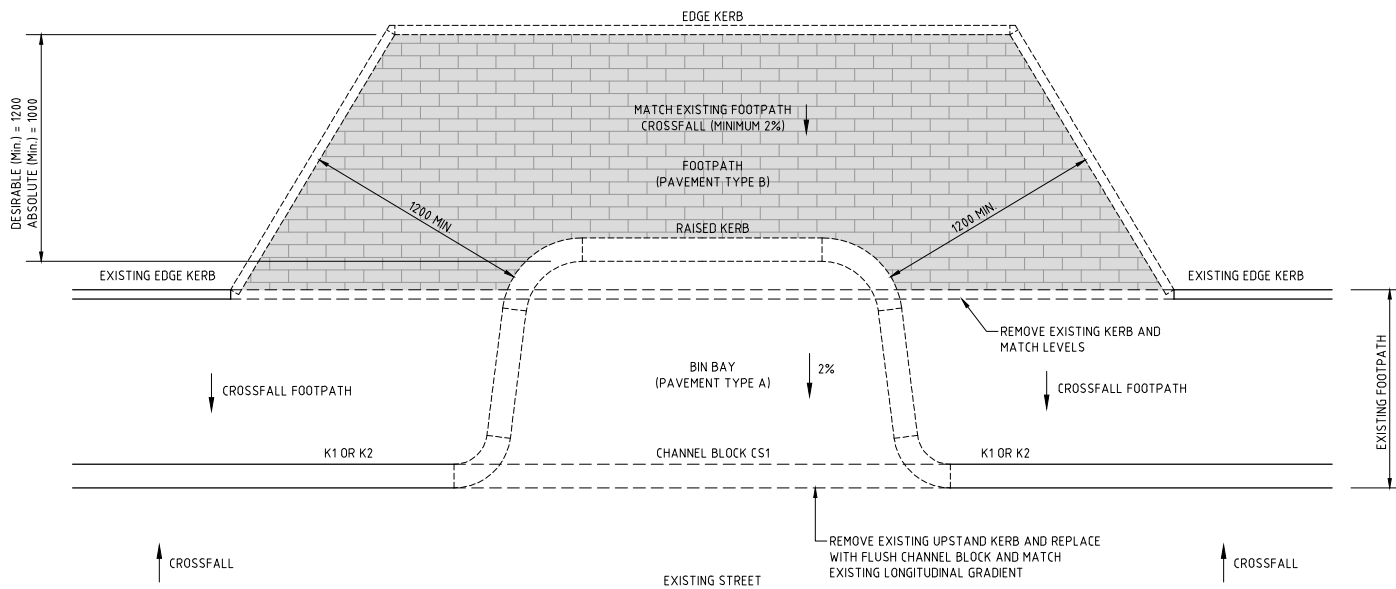 EDGE KERB
DESIRABLE (Min.) = 1200
ABSOLUTE (Min.) = 1000
MATCH EXISTING FOOTPATH
CROSSFALL (MINIMUM 2%)
FOOTPATH
(PAVEMENT TYPE B)
1200 MIN.
1200 MIN.
RAISED KERB
EXISTING EDGE KERB
EXISTING EDGE KERB
REMOVE EXISTING KERB AND
MATCH LEVELS
BIN BAY
(PAVEMENT TYPE A)
2%
CROSSFALL FOOTPATH
CROSSFALL FOOTPATH
EXISTING FOOTPATH
K1 OR K2
CHANNEL BLOCK CS1
K1 OR K2
REMOVE EXISTING UPSTAND KERB AND REPLACE
WITH FLUSH CHANNEL BLOCK AND MATCH
EXISTING LONGITUDINAL GRADIENT
CROSSFALL
CROSSFALL
EXISTING STREET